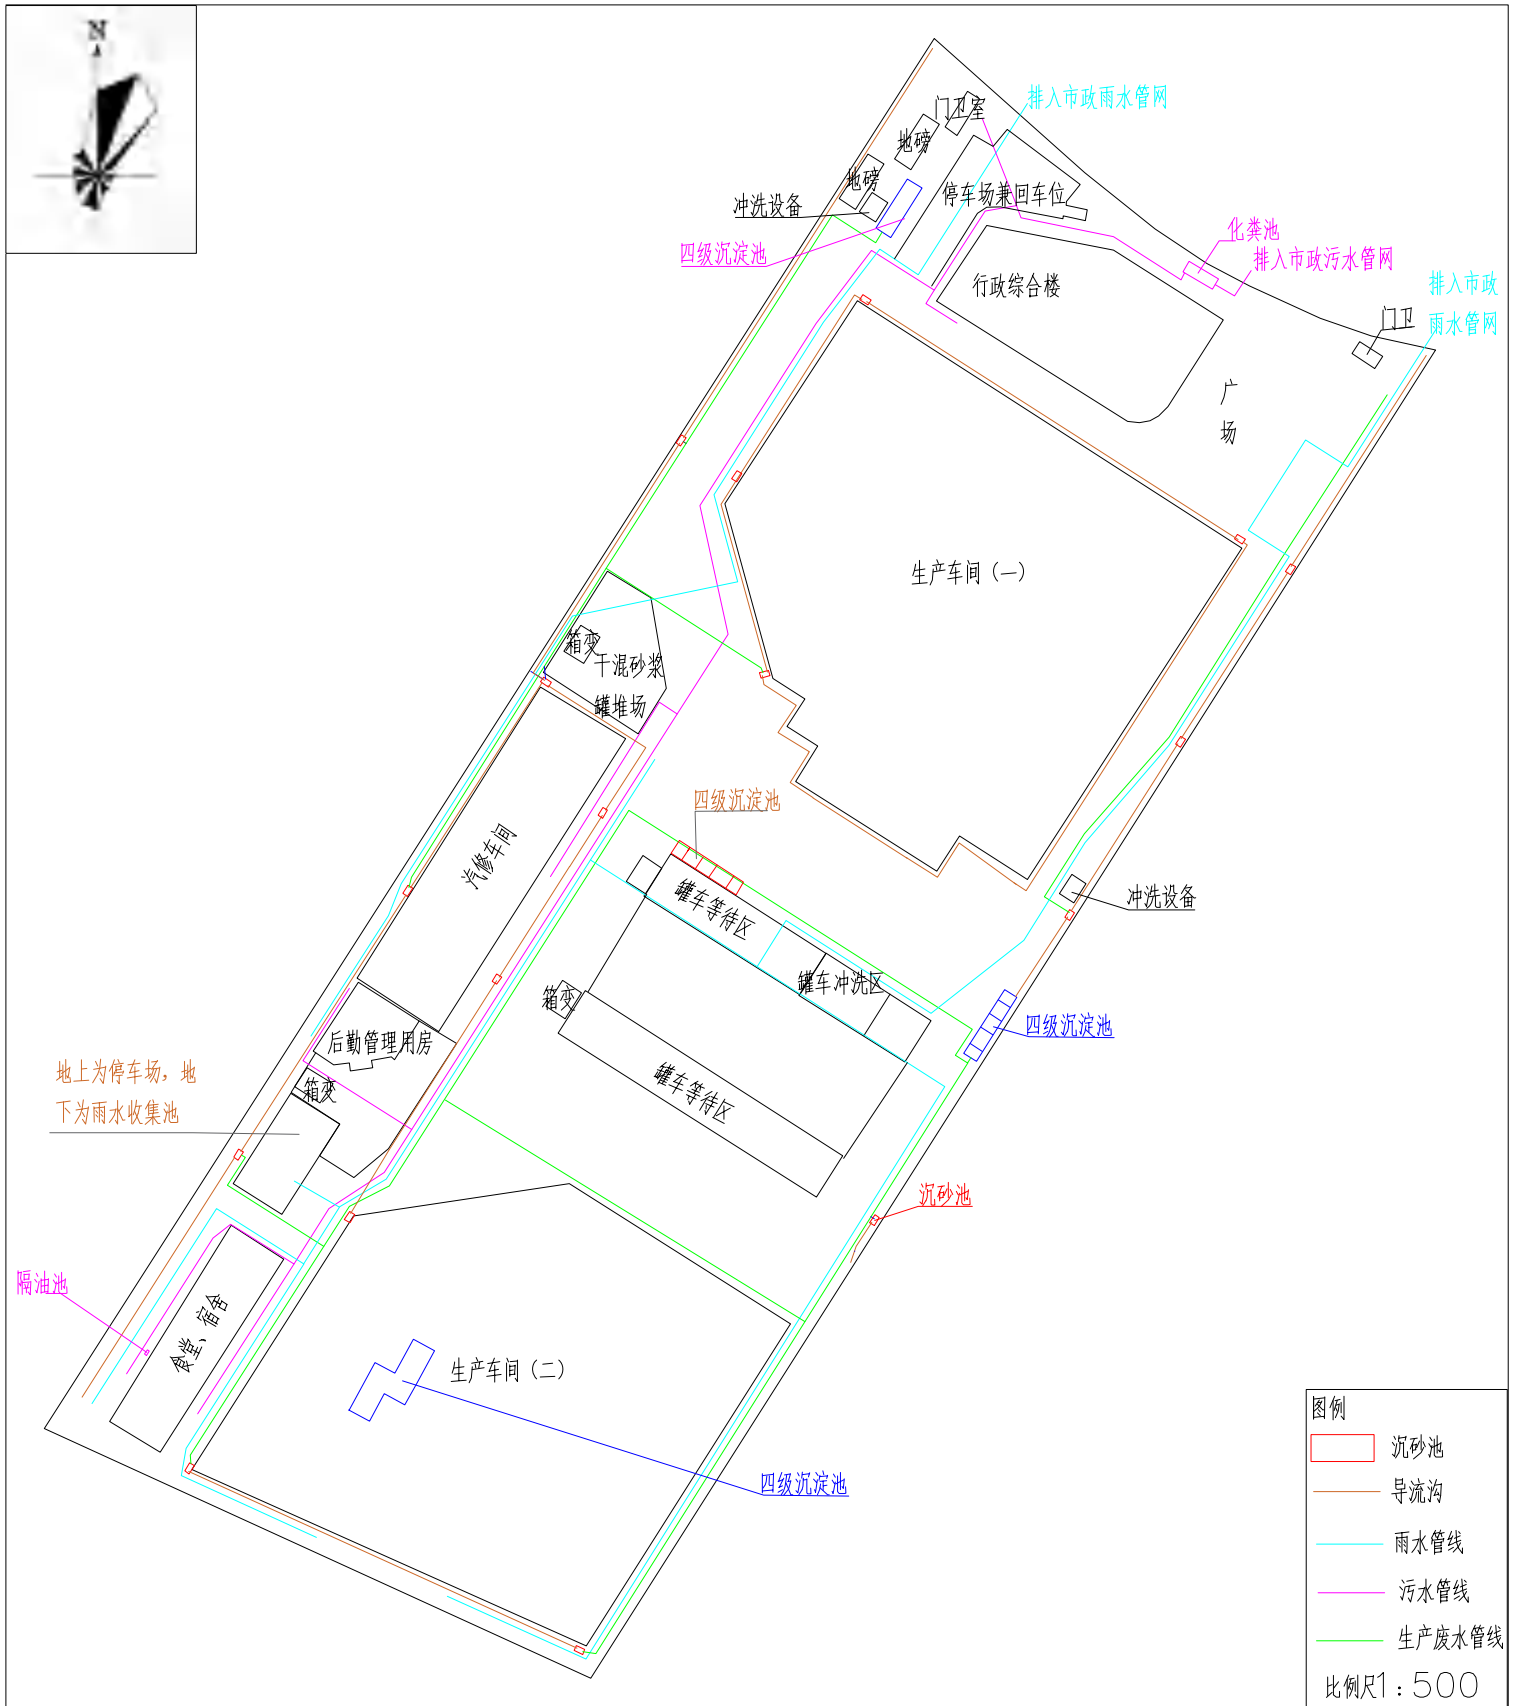 N
门卫室
排入市政雨水管网
地磅
地磅
停车场兼回车位
冲洗设备
四级沉淀池
化粪池
排入市政污水管网
行政综合楼
排入市政
雨水管网
门卫
广
场
生产车间（一）
箱变
干混砂浆
罐堆场
四级沉淀池
汽修车间
罐车等待区
冲洗设备
罐车冲洗区
箱变
四级沉淀池
后勤管理用房
地上为停车场，地
下为雨水收集池
箱变
罐车等待区
沉砂池
隔油池
食堂、宿舍
生产车间（二）
四级沉淀池
图例
沉砂池
导流沟
雨水管线
污水管线
生产废水管线
比例尺1：500